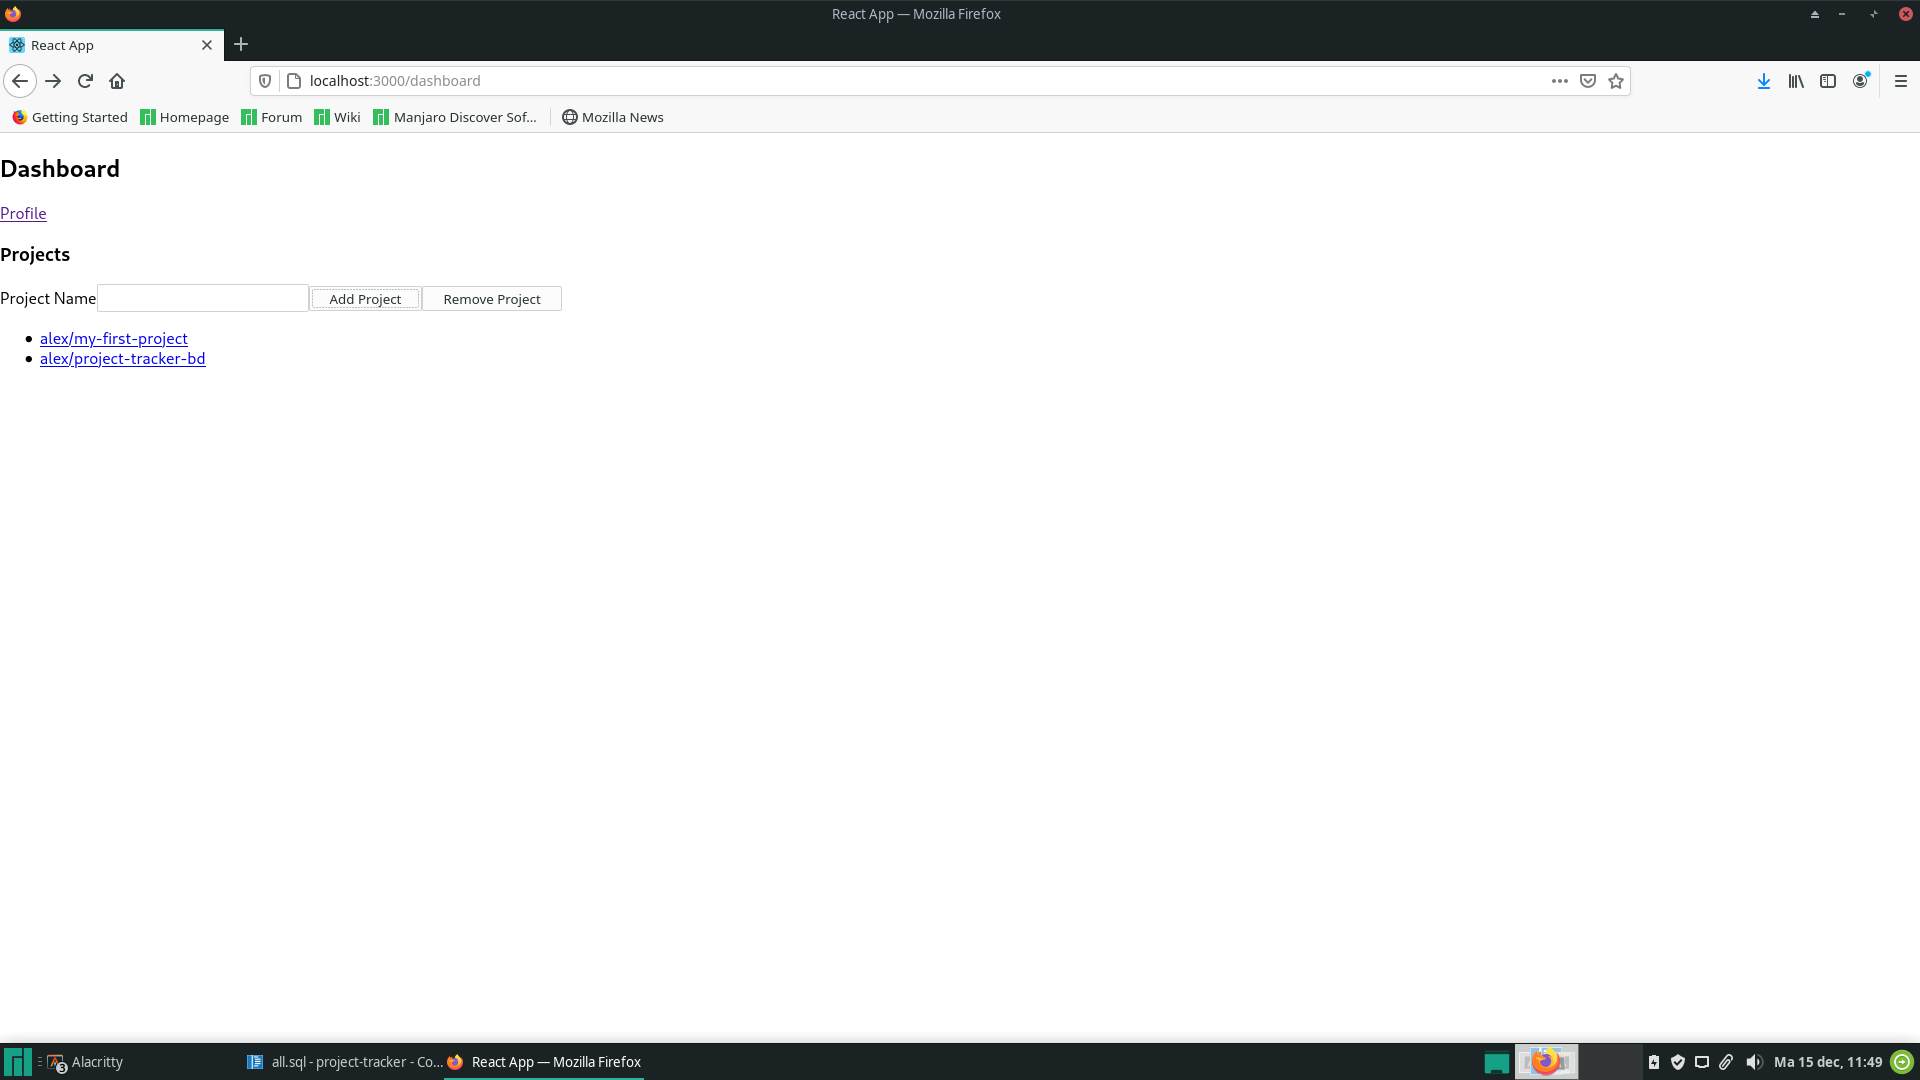 React App — Mozilla Firefox
React App
localhost:3000/dashboard
Getting Started Homepage Forum Wiki Manjaro Discover Sof... Mozilla News
Dashboard
Profile
Projects
Project Name Add Project Remove Project
alex/my-first-project
alex/project-tracker-bd
3 Alacritty all.sql - project-tracker - Co... React App — Mozilla Firefox Ma 15 dec, 11:49